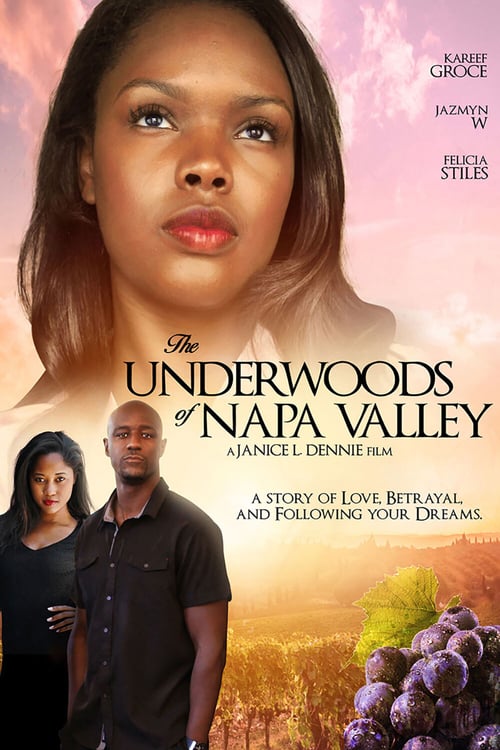 KAREEF
GROCE
JAZMYN
W
FELICIA
STILES
The
UNDERWOODS
of NAPA VALLEY
A JANICE L. DENNIE FILM
A STORY OF LOVE, BETRAYAL,
AND FOLLOWING YOUR DREAMS.